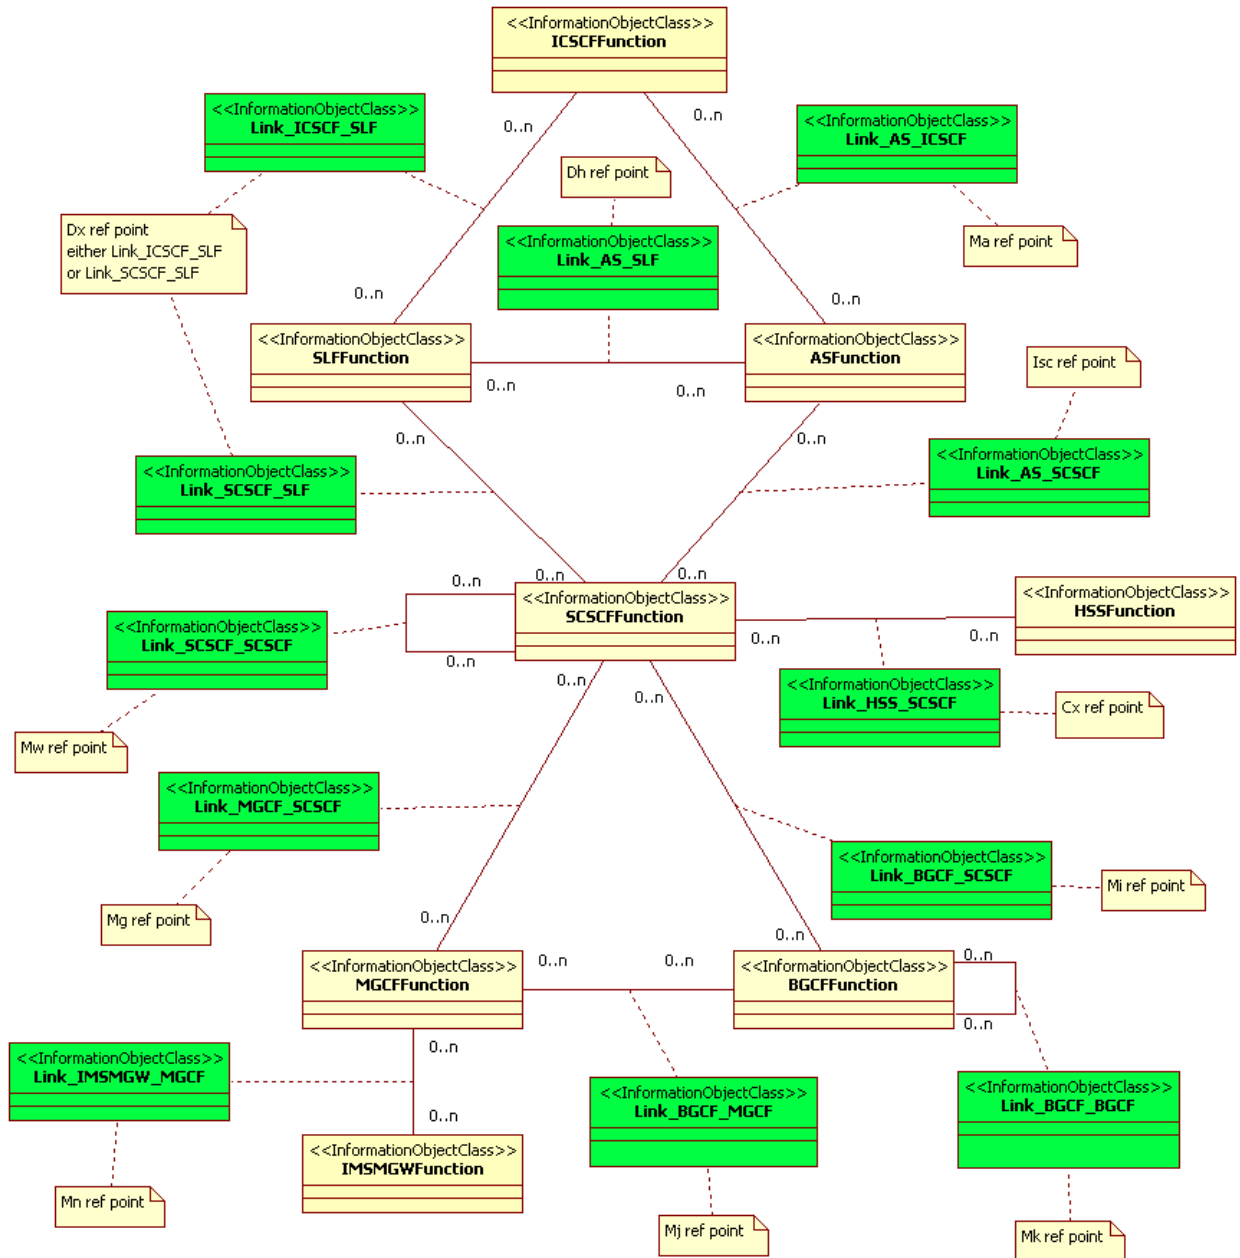 <<InformationObjectClass>>
ICSCFFunction
<<InformationObjectClass>>
Link_ICSCF_SLF
<<InformationObjectClass>>
Link_AS_ICSCF
0..n
0..n
Dh ref point
Dx ref point
either Link_ICSCF_SLF
or Link_SCSCF_SLF
<<InformationObjectClass>>
Link_AS_SLF
Ma ref point
0..n
0..n
<<InformationObjectClass>>
SLFFunction
<<InformationObjectClass>>
ASFunction
0..n
0..n
Isc ref point
0..n
0..n
<<InformationObjectClass>>
Link_SCSCF_SLF
<<InformationObjectClass>>
Link_AS_SCSCF
0..n
0..n
0..n
<<InformationObjectClass>>
SCSCFFunction
<<InformationObjectClass>>
HSSFunction
<<InformationObjectClass>>
Link_SCSCF_SCSCF
0..n
0..n
0..n
0..n
0..n
<<InformationObjectClass>>
Link_HSS_SCSCF
Cx ref point
Mw ref point
<<InformationObjectClass>>
Link_MGCF_SCSCF
<<InformationObjectClass>>
Link_BGCF_SCSCF
Mi ref point
Mg ref point
0..n
0..n
<<InformationObjectClass>>
MGCFFunction
0..n
0..n
<<InformationObjectClass>>
BGCFFunction
0..n
0..n
0..n
<<InformationObjectClass>>
Link_IMSMGW_MGCF
<<InformationObjectClass>>
Link_BGCF_MGCF
<<InformationObjectClass>>
Link_BGCF_BGCF
0..n
<<InformationObjectClass>>
IMSMGWFunction
Mn ref point
Mj ref point
Mk ref point